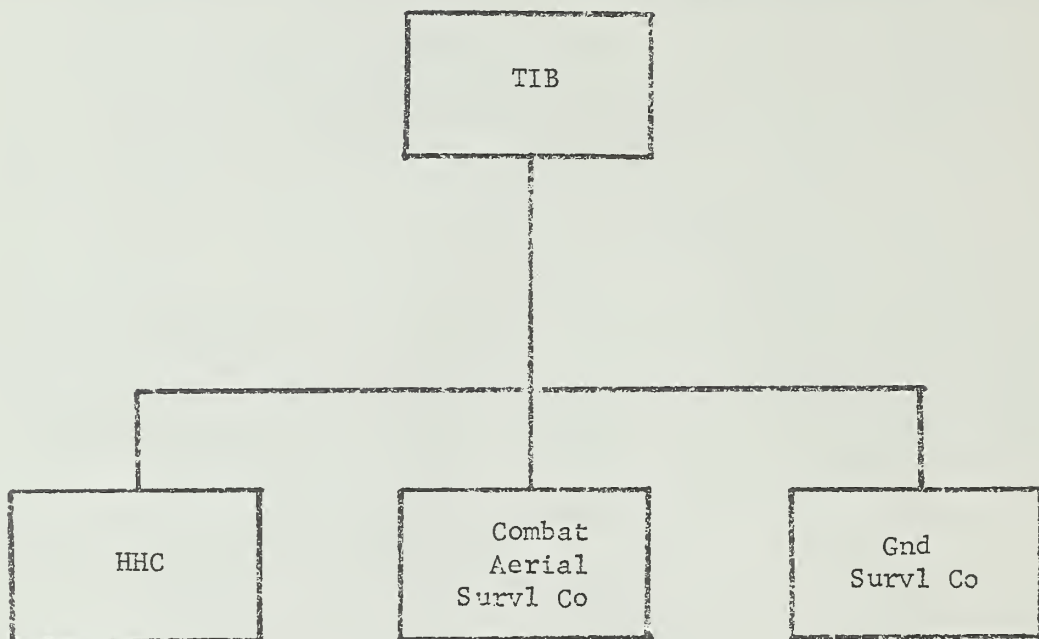 TIB
HHC
Combat
Aerial
Survl Co
Gnd
Survl Co